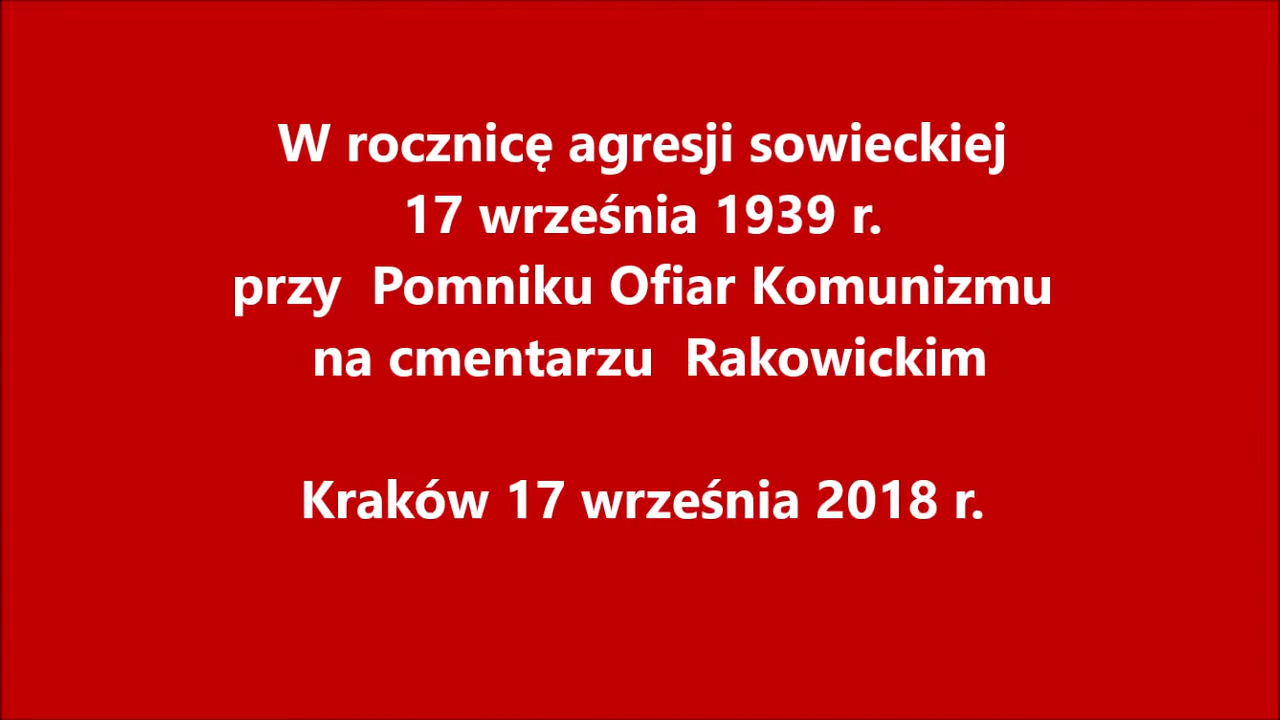 W rocznicę agresji sowieckiej
17 września 1939 r.
przy Pomniku Ofiar Komunizmu
na cmentarzu Rakowickim
Kraków 17 września 2018 r.